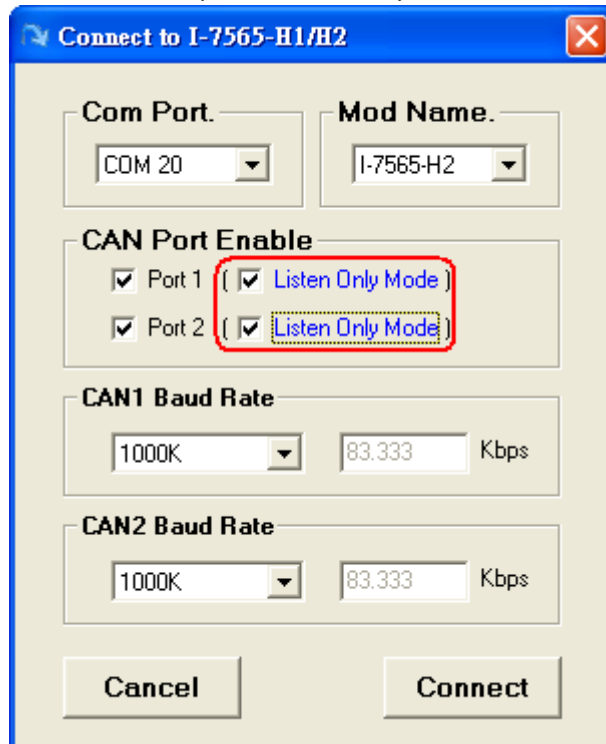 Connect to I-7565-H1/H2
Com Port.
Mod Name.
COM 20
I-7565-H2
CAN Port Enable
Port 1 ( Listen Only Mode )
Port 2 ( Listen Only Mode )
CAN1 Baud Rate
1000K
83.333
Kbps
CAN2 Baud Rate
1000K
83.333
Kbps
Cancel
Connect